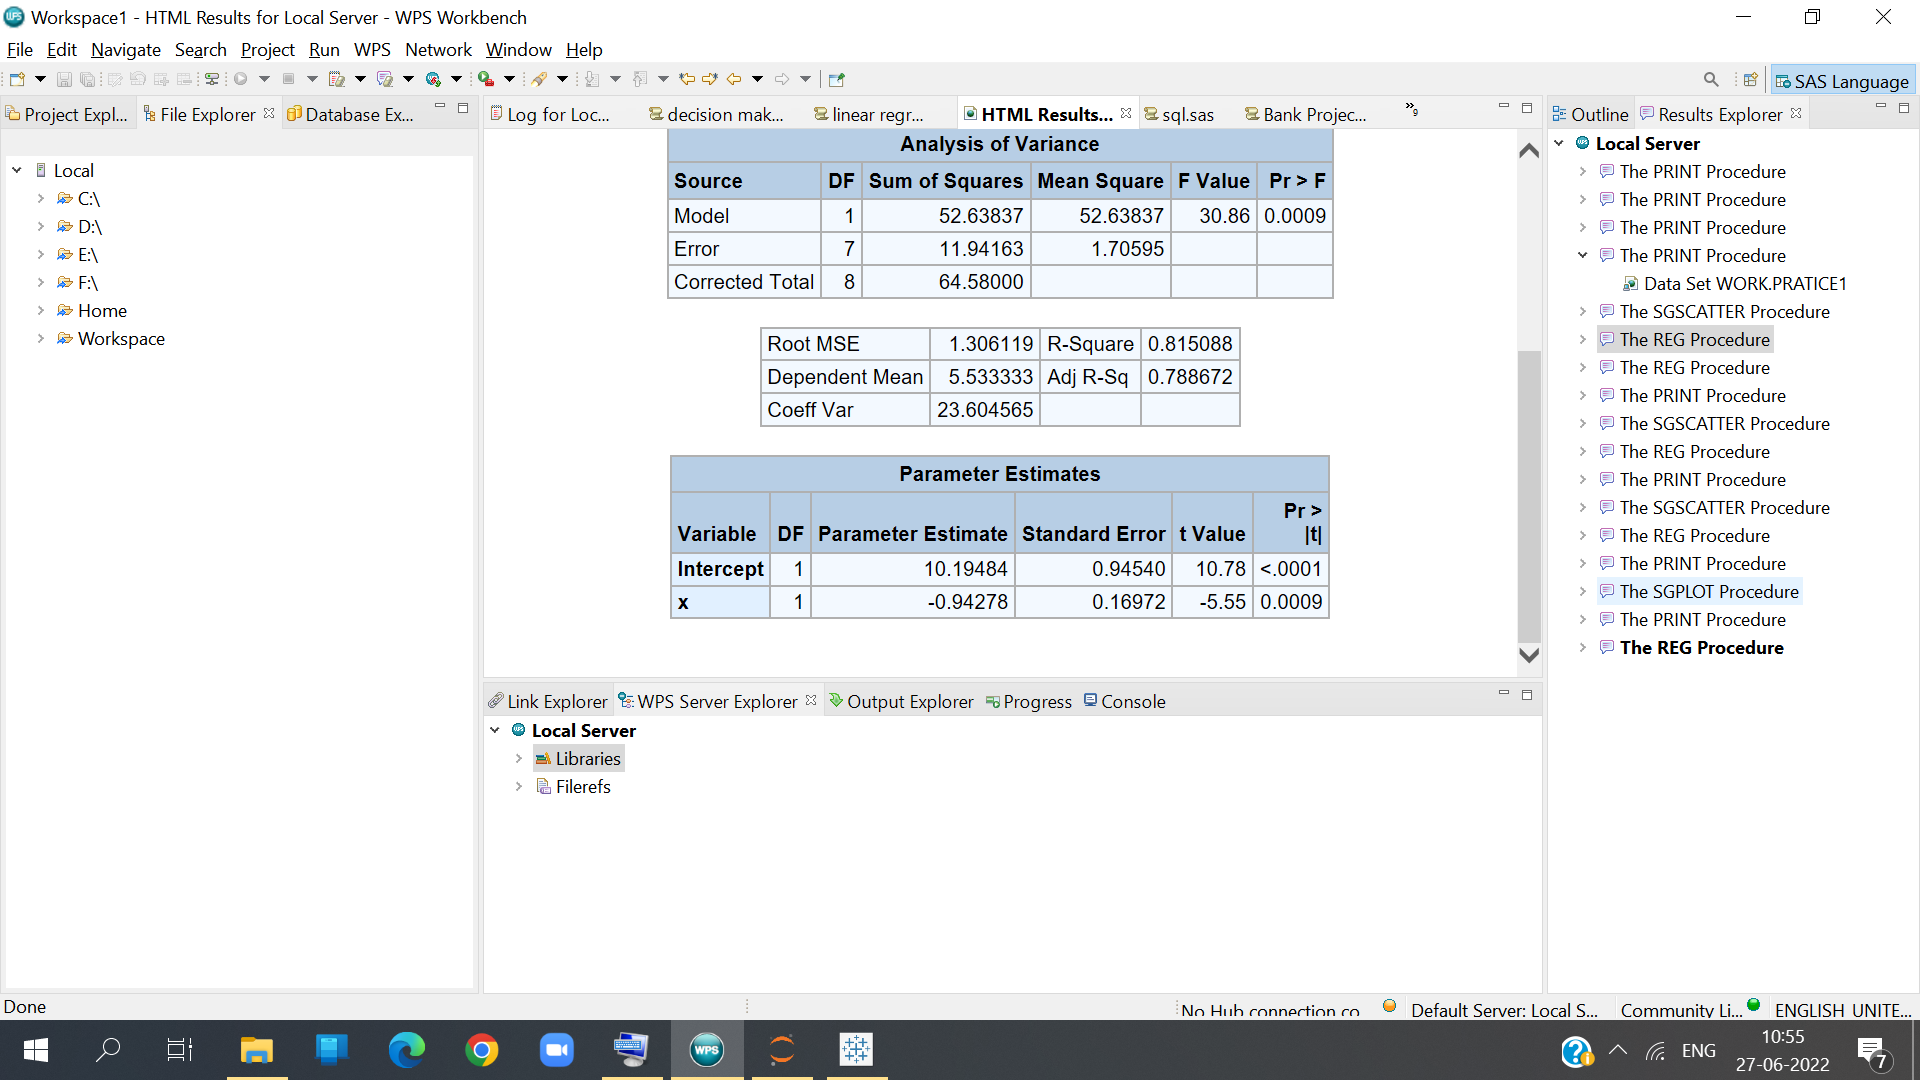 Workspace1 - HTML Results for Local Server - WPS Workbench
File Edit Navigate Search Project Run WPS Network Window Help
SAS Language
Project Expl...
File Explorer
Database Ex...
Local
C:\
D:\
E:\
F:\
Home
Workspace
Log for Loc...
decision mak...
linear regr...
HTML Results...
sql.sas
Bank Projec...
»9
Analysis of Variance
Source DF Sum of Squares Mean Square F Value Pr > F
Model 1 52.63837 52.63837 30.86 0.0009
Error 7 11.94163 1.70595
Corrected Total 8 64.58000
Root MSE 1.306119 R-Square 0.815088
Dependent Mean 5.533333 Adj R-Sq 0.788672
Coeff Var 23.604565
Parameter Estimates
Variable DF Parameter Estimate Standard Error t Value Pr > |t|
Intercept 1 10.19484 0.94540 10.78 <.0001
x 1 -0.94278 0.16972 -5.55 0.0009
Link Explorer
WPS Server Explorer
Output Explorer
Progress
Console
Local Server
Libraries
Filerefs
Outline
Results Explorer
Local Server
The PRINT Procedure
The PRINT Procedure
The PRINT Procedure
The PRINT Procedure
Data Set WORK.PRATICE1
The SGSCATTER Procedure
The REG Procedure
The REG Procedure
The PRINT Procedure
The SGSCATTER Procedure
The REG Procedure
The PRINT Procedure
The SGSCATTER Procedure
The REG Procedure
The PRINT Procedure
The SGPLOT Procedure
The PRINT Procedure
The REG Procedure
Done
No Hub connection co
Default Server: Local S...
Community Li...
ENGLISH_UNITE...
WPS
ENG
10:55
27-06-2022
7